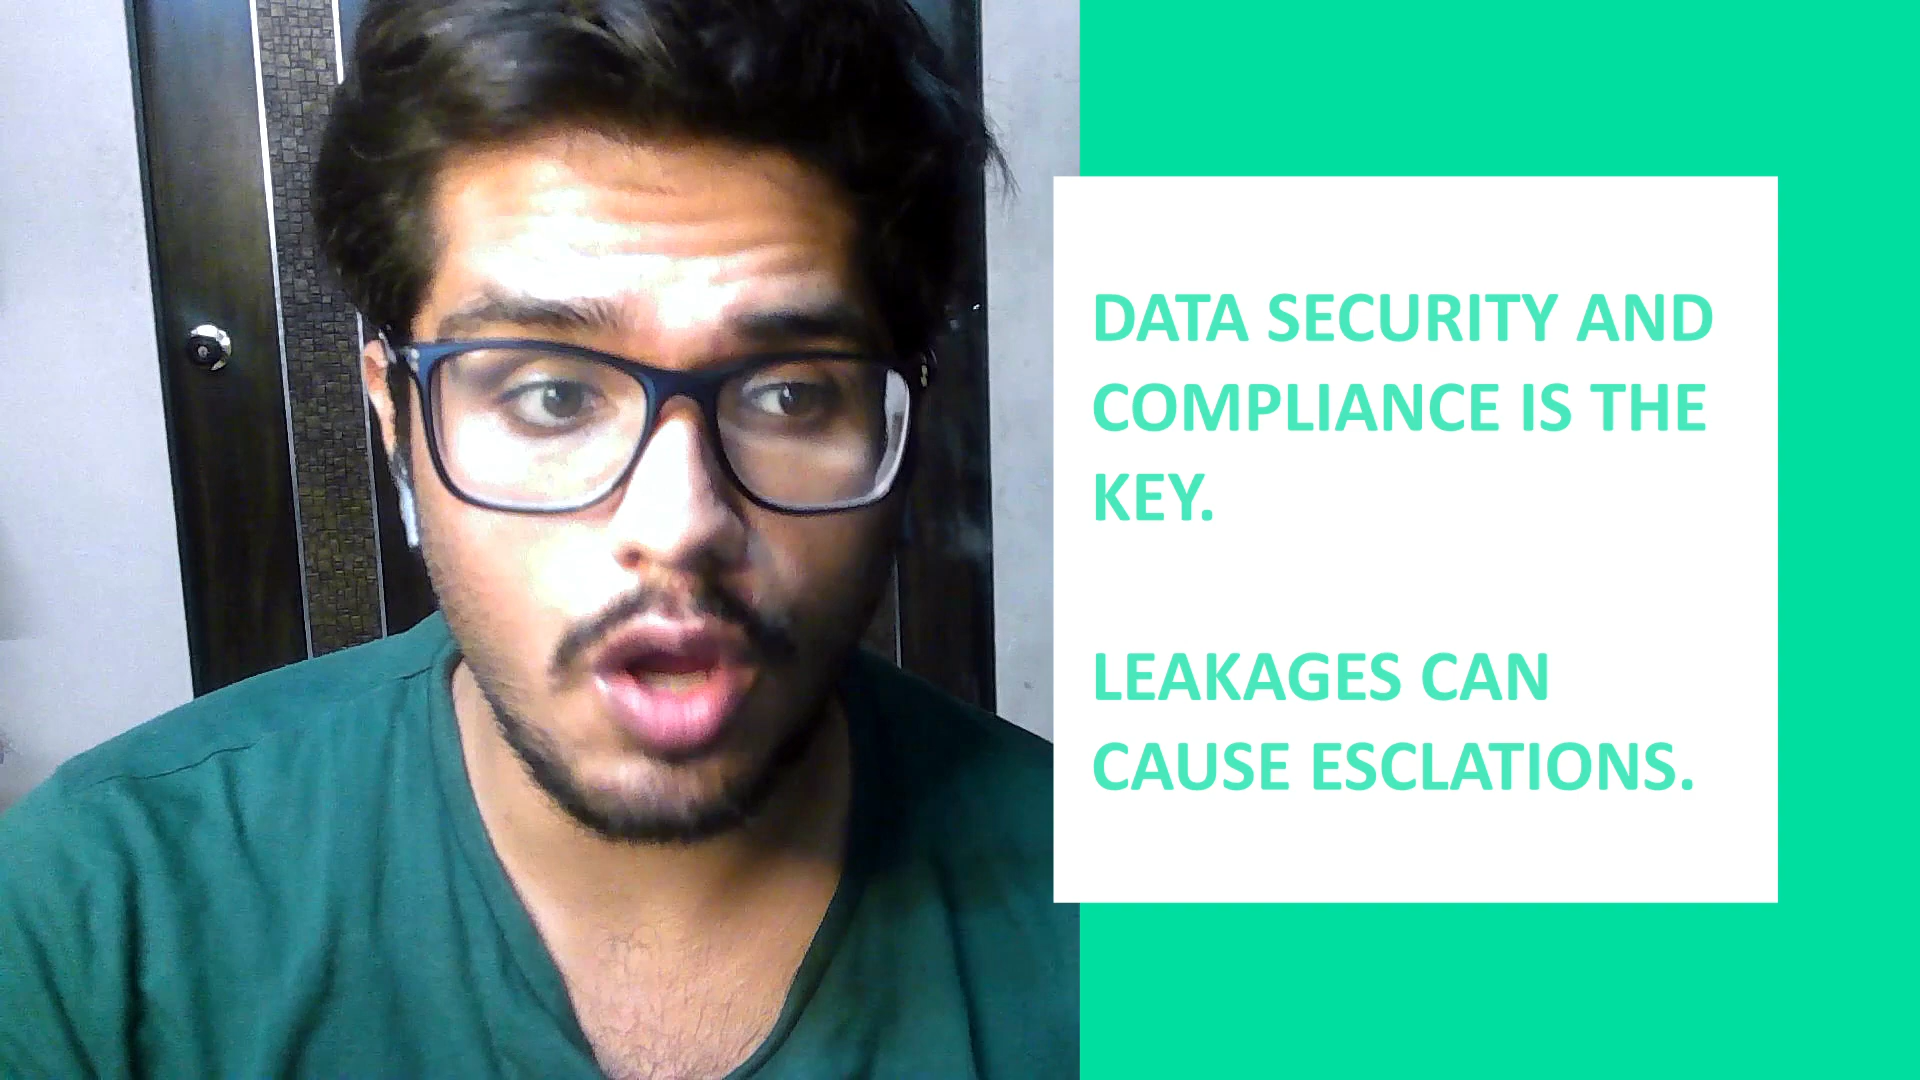 DATA SECURITY AND
COMPLIANCE IS THE
KEY.
LEAKAGES CAN
CAUSE ESCLATIONS.